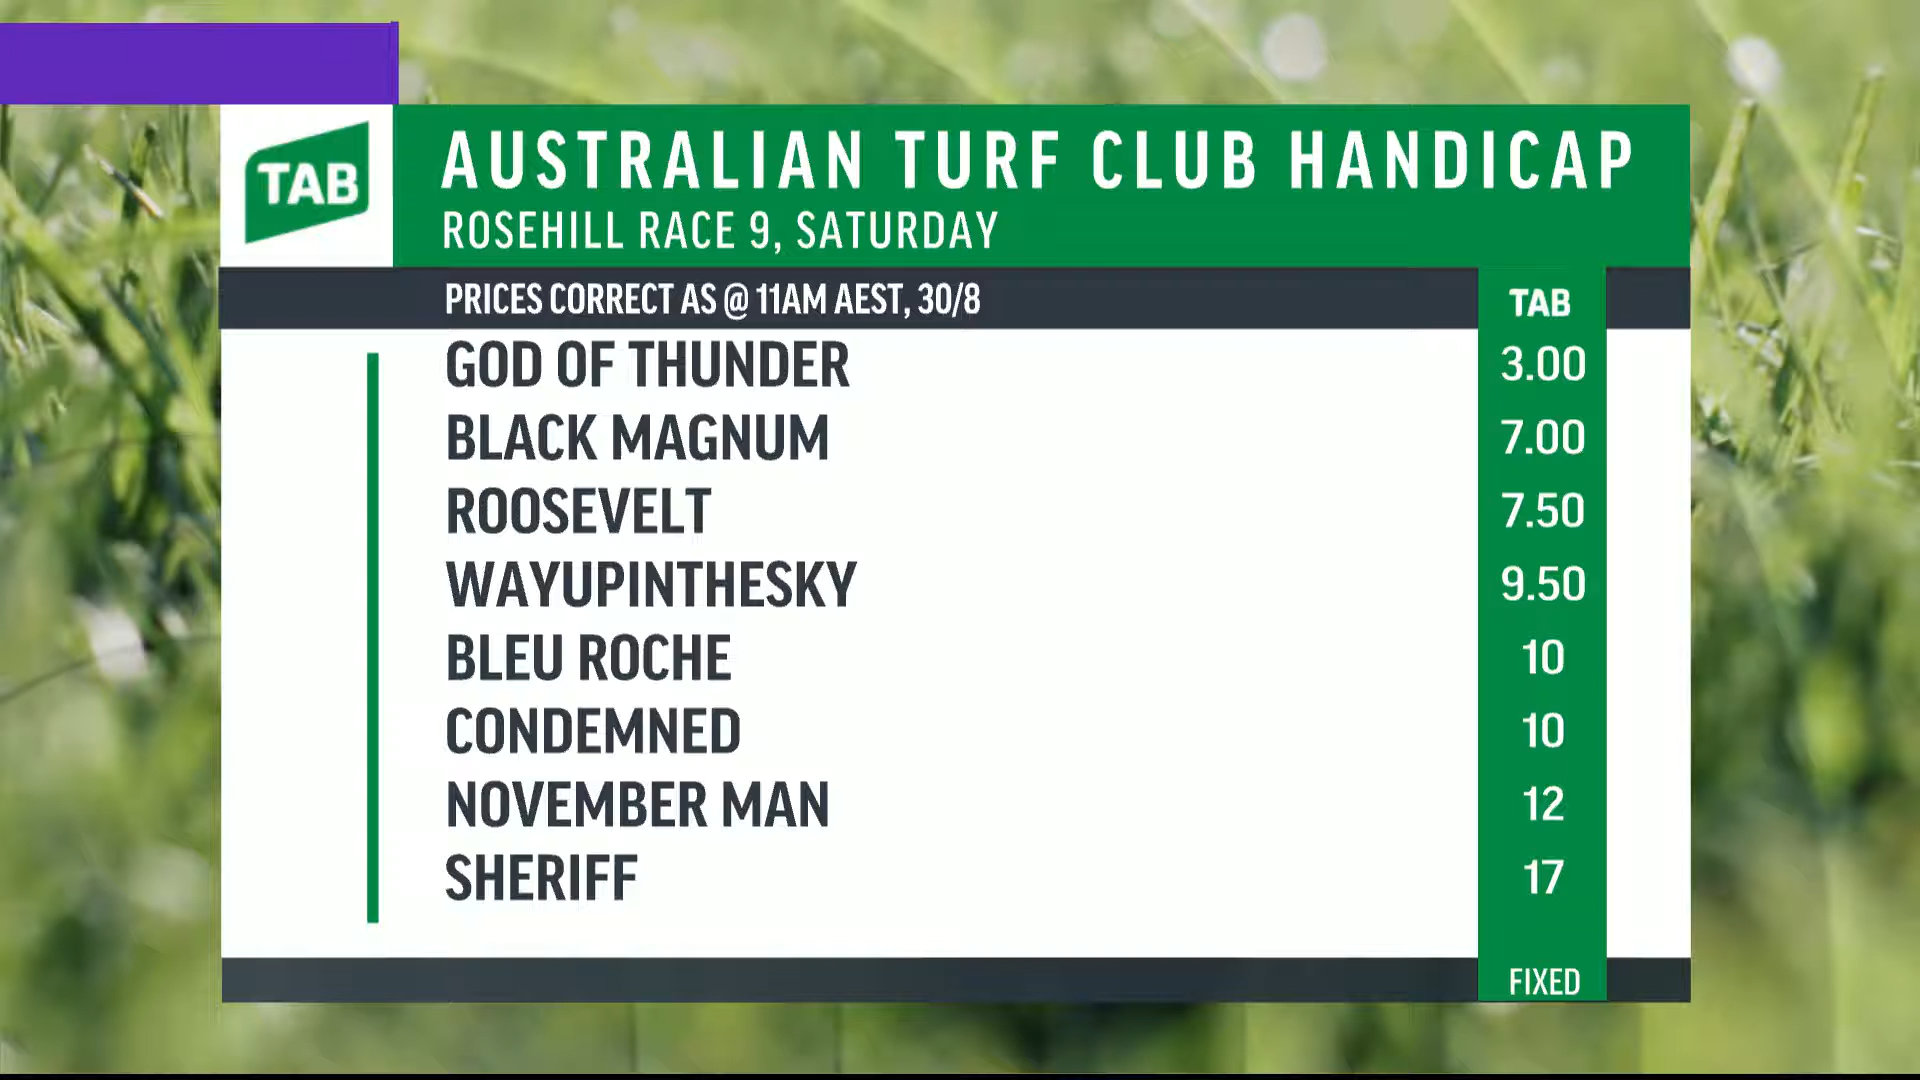 TAB
AUSTRALIAN TURF CLUB HANDICAP
ROSEHILL RACE 9, SATURDAY
PRICES CORRECT AS @ 11AM AEST, 30/8 TAB
GOD OF THUNDER 3.00
BLACK MAGNUM 7.00
ROOSEVELT 7.50
WAYUPINTHESKY 9.50
BLEU ROCHE 10
CONDEMNED 10
NOVEMBER MAN 12
SHERIFF 17
FIXED